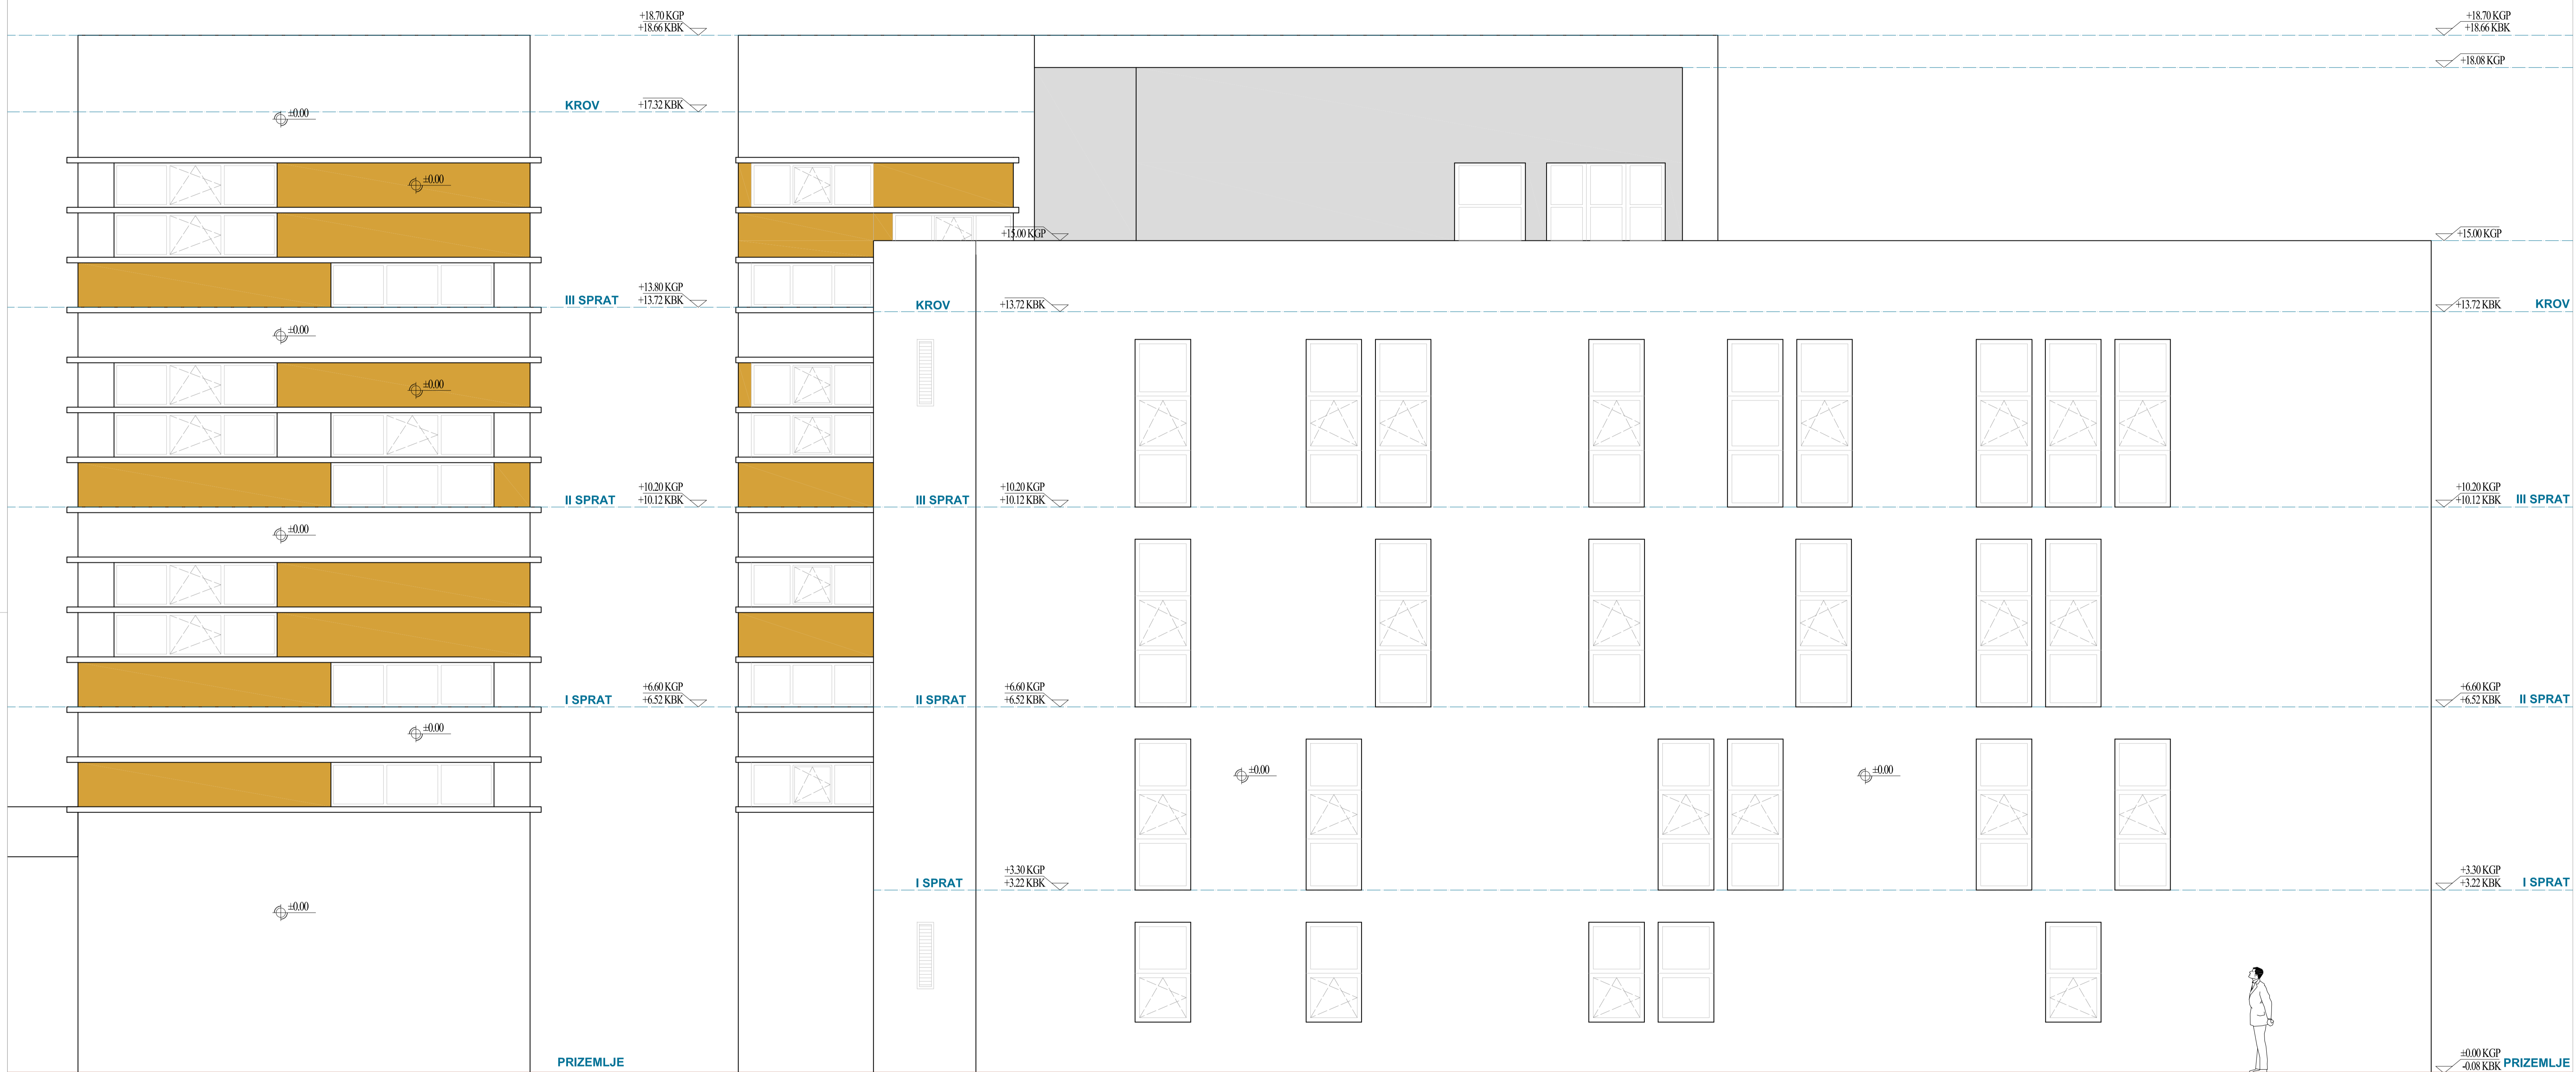 +18.70 KGP
+18.66 KBK
+18.70 KGP
+18.66 KBK
+18.08 KGP
KROV
+17.32 KBK
±0.00
±0.00
+15.00 KGP
+15.00 KGP
III SPRAT
+13.80 KGP
+13.72 KBK
KROV
+13.72 KBK
+13.72 KBK
KROV
±0.00
±0.00
II SPRAT
+10.20 KGP
+10.12 KBK
III SPRAT
+10.20 KGP
+10.12 KBK
+10.20 KGP
+10.12 KBK
III SPRAT
±0.00
I SPRAT
+6.60 KGP
+6.52 KBK
II SPRAT
+6.60 KGP
+6.52 KBK
+6.60 KGP
+6.52 KBK
II SPRAT
±0.00
±0.00
±0.00
I SPRAT
+3.30 KGP
+3.22 KBK
+3.30 KGP
+3.22 KBK
I SPRAT
±0.00
PRIZEMLJE
±0.00 KGP
-0.08 KBK
PRIZEMLJE